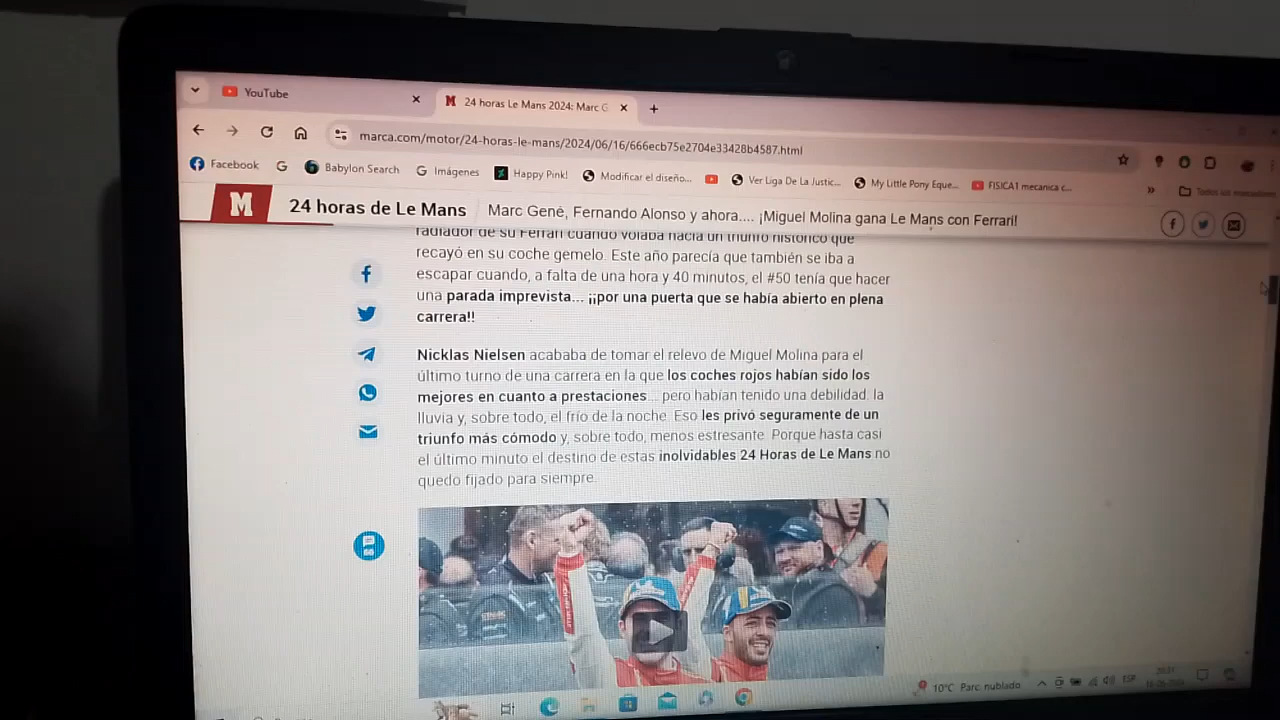 YouTube
24 horas Le Mans 2024: Marc G
marca.com/motor/24-horas-le-mans/2024/06/16/666ecb75e2704e33428b4587.html
Facebook Babylon Search Imágenes Happy Pink! Modificar el diseño... Ver Liga De La Justic... My Little Pony Eque... FISICA1 mecanica c... Todos los marcadores
M 24 horas de Le Mans Marc Gené, Fernando Alonso y ahora.... ¡Miguel Molina gana Le Mans con Ferrari!
radiador de su Ferrari cuando volaba hacia un triunfo histórico que
recayó en su coche gemelo. Este año parecía que también se iba a
escapar cuando, a falta de una hora y 40 minutos, el #50 tenía que hacer
una parada imprevista... ¡¡por una puerta que se había abierto en plena
carrera!!
Nicklas Nielsen acababa de tomar el relevo de Miguel Molina para el
último turno de una carrera en la que los coches rojos habían sido los
mejores en cuanto a prestaciones... pero habían tenido una debilidad: la
lluvia y, sobre todo, el frío de la noche. Eso les privó seguramente de un
triunfo más cómodo y, sobre todo, menos estresante. Porque hasta casi
el último minuto el destino de estas inolvidables 24 Horas de Le Mans no
quedo fijado para siempre.
66
10°C Parc. nublado ESP